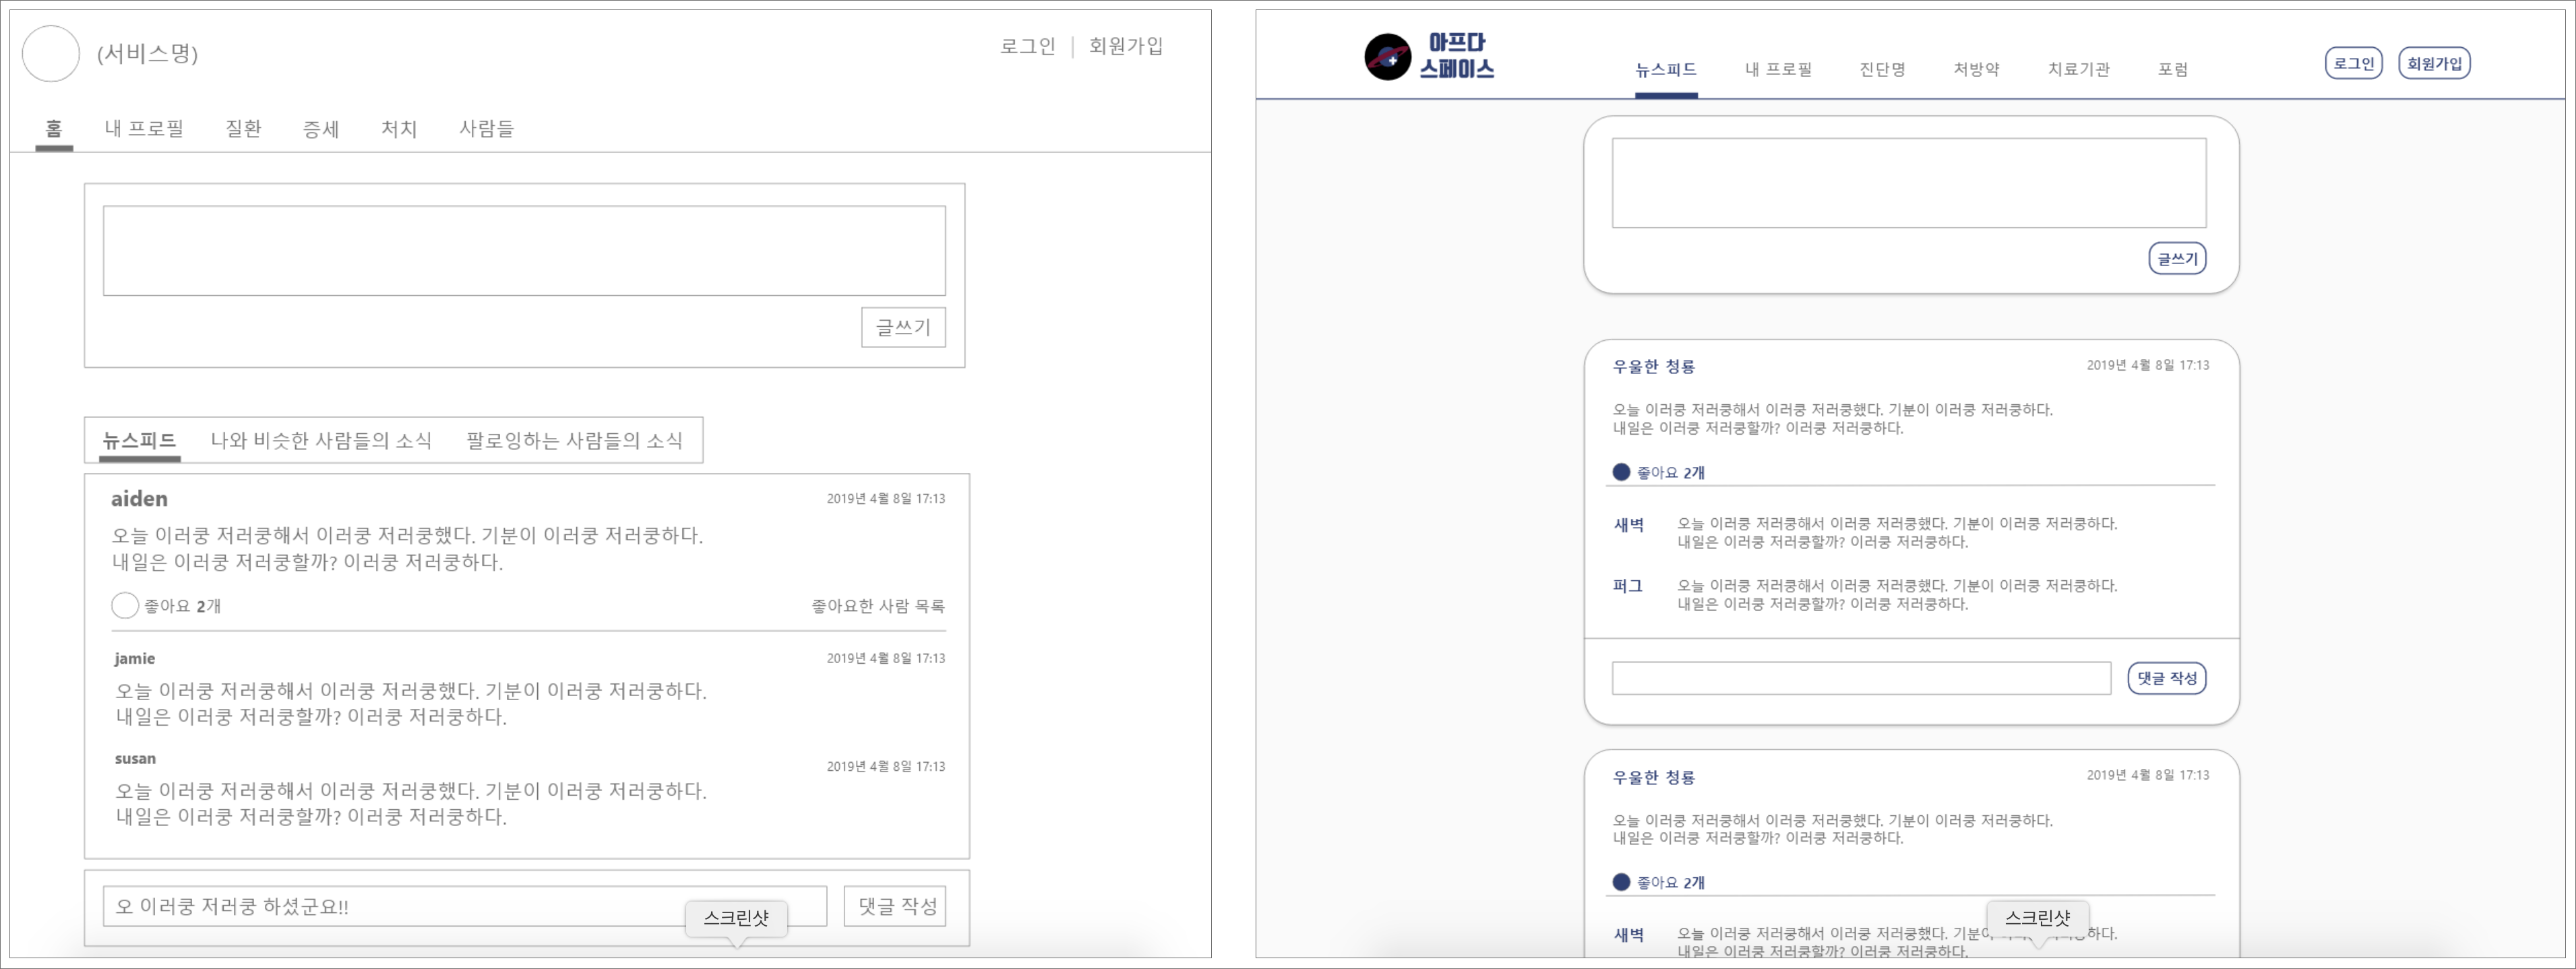 (서비스명)
로그인 | 회원가입
홈 내 프로필 질환 증세 처치 사람들
글쓰기
뉴스피드 나와 비슷한 사람들의 소식 팔로잉하는 사람들의 소식
aiden 2019년 4월 8일 17:13
오늘 이러쿵 저러쿵해서 이러쿵 저러쿵했다. 기분이 이러쿵 저러쿵하다.
내일은 이러쿵 저러쿵할까? 이러쿵 저러쿵하다.
좋아요 2개 좋아요한 사람 목록
jamie 2019년 4월 8일 17:13
오늘 이러쿵 저러쿵해서 이러쿵 저러쿵했다. 기분이 이러쿵 저러쿵하다.
내일은 이러쿵 저러쿵할까? 이러쿵 저러쿵하다.
susan 2019년 4월 8일 17:13
오늘 이러쿵 저러쿵해서 이러쿵 저러쿵했다. 기분이 이러쿵 저러쿵하다.
내일은 이러쿵 저러쿵할까? 이러쿵 저러쿵하다.
오 이러쿵 저러쿵 하셨군요!! 댓글 작성
스크린샷
아프다
스페이스
뉴스피드 내 프로필 진단명 처방약 치료기관 포럼
로그인 회원가입
글쓰기
우울한 청룡 2019년 4월 8일 17:13
오늘 이러쿵 저러쿵해서 이러쿵 저러쿵했다. 기분이 이러쿵 저러쿵하다.
내일은 이러쿵 저러쿵할까? 이러쿵 저러쿵하다.
좋아요 2개
새벽 오늘 이러쿵 저러쿵해서 이러쿵 저러쿵했다. 기분이 이러쿵 저러쿵하다.
내일은 이러쿵 저러쿵할까? 이러쿵 저러쿵하다.
퍼그 오늘 이러쿵 저러쿵해서 이러쿵 저러쿵했다. 기분이 이러쿵 저러쿵하다.
내일은 이러쿵 저러쿵할까? 이러쿵 저러쿵하다.
댓글 작성
우울한 청룡 2019년 4월 8일 17:13
오늘 이러쿵 저러쿵해서 이러쿵 저러쿵했다. 기분이 이러쿵 저러쿵하다.
내일은 이러쿵 저러쿵할까? 이러쿵 저러쿵하다.
좋아요 2개
스크린샷
새벽 오늘 이러쿵 저러쿵해서 이러쿵 저러쿵했다.
내일은 이러쿵 저러쿵할까? 이러쿵 저러쿵하다.